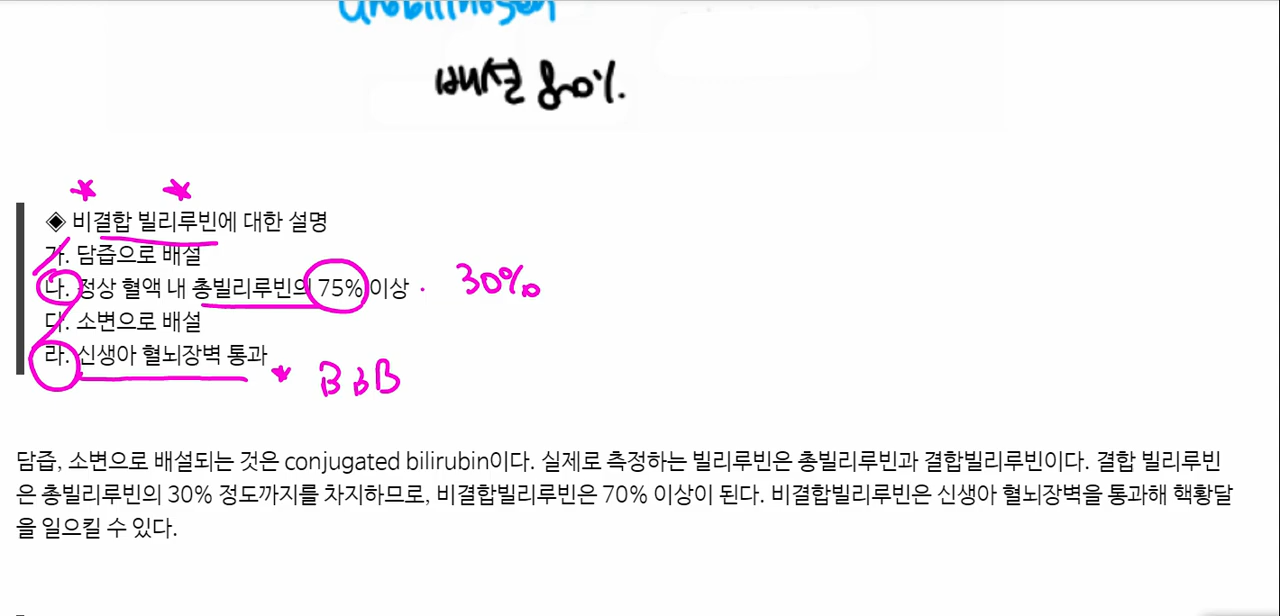 Urobilinogen
배설 80%.
◈ 비결합 빌리루빈에 대한 설명
가. 담즙으로 배설
나. 정상 혈액 내 총빌리루빈의 75% 이상 30%
다. 소변으로 배설
라. 신생아 혈뇌장벽 통과
BBB
담즙, 소변으로 배설되는 것은 conjugated bilirubin이다. 실제로 측정하는 빌리루빈은 총빌리루빈과 결합빌리루빈이다. 결합 빌리루빈
은 총빌리루빈의 30% 정도까지를 차지하므로, 비결합빌리루빈은 70% 이상이 된다. 비결합빌리루빈은 신생아 혈뇌장벽을 통과해 핵황달
을 일으킬 수 있다.